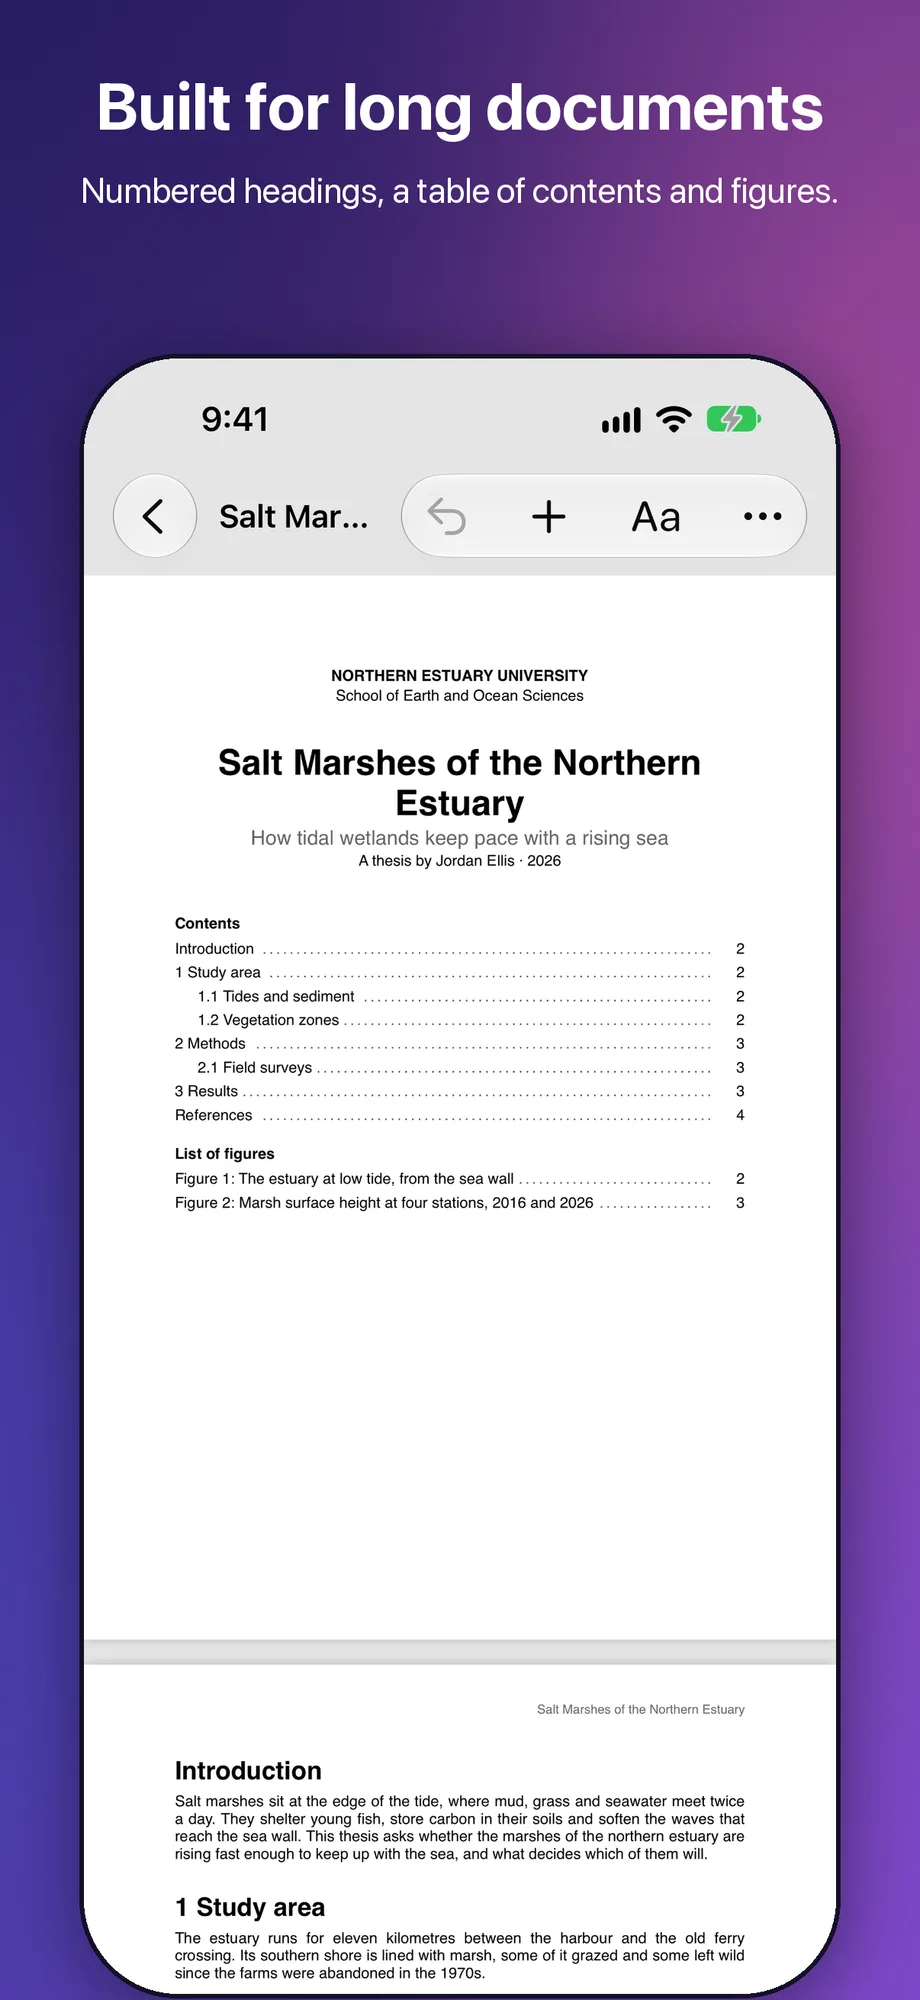 Built for long documents
Numbered headings, a table of contents and figures.
9:41
Salt Mar...
Aa
NORTHERN ESTUARY UNIVERSITY
School of Earth and Ocean Sciences
Salt Marshes of the Northern
Estuary
How tidal wetlands keep pace with a rising sea
A thesis by Jordan Ellis · 2026
Contents
Introduction 2
1 Study area 2
1.1 Tides and sediment 2
1.2 Vegetation zones 2
2 Methods 3
2.1 Field surveys 3
3 Results 3
References 4
List of figures
Figure 1: The estuary at low tide, from the sea wall 2
Figure 2: Marsh surface height at four stations, 2016 and 2026 3
Salt Marshes of the Northern Estuary
Introduction
Salt marshes sit at the edge of the tide, where mud, grass and seawater meet twice
a day. They shelter young fish, store carbon in their soils and soften the waves that
reach the sea wall. This thesis asks whether the marshes of the northern estuary are
rising fast enough to keep up with the sea, and what decides which of them will.
1 Study area
The estuary runs for eleven kilometres between the harbour and the old ferry
crossing. Its southern shore is lined with marsh, some of it grazed and some left wild
since the farms were abandoned in the 1970s.